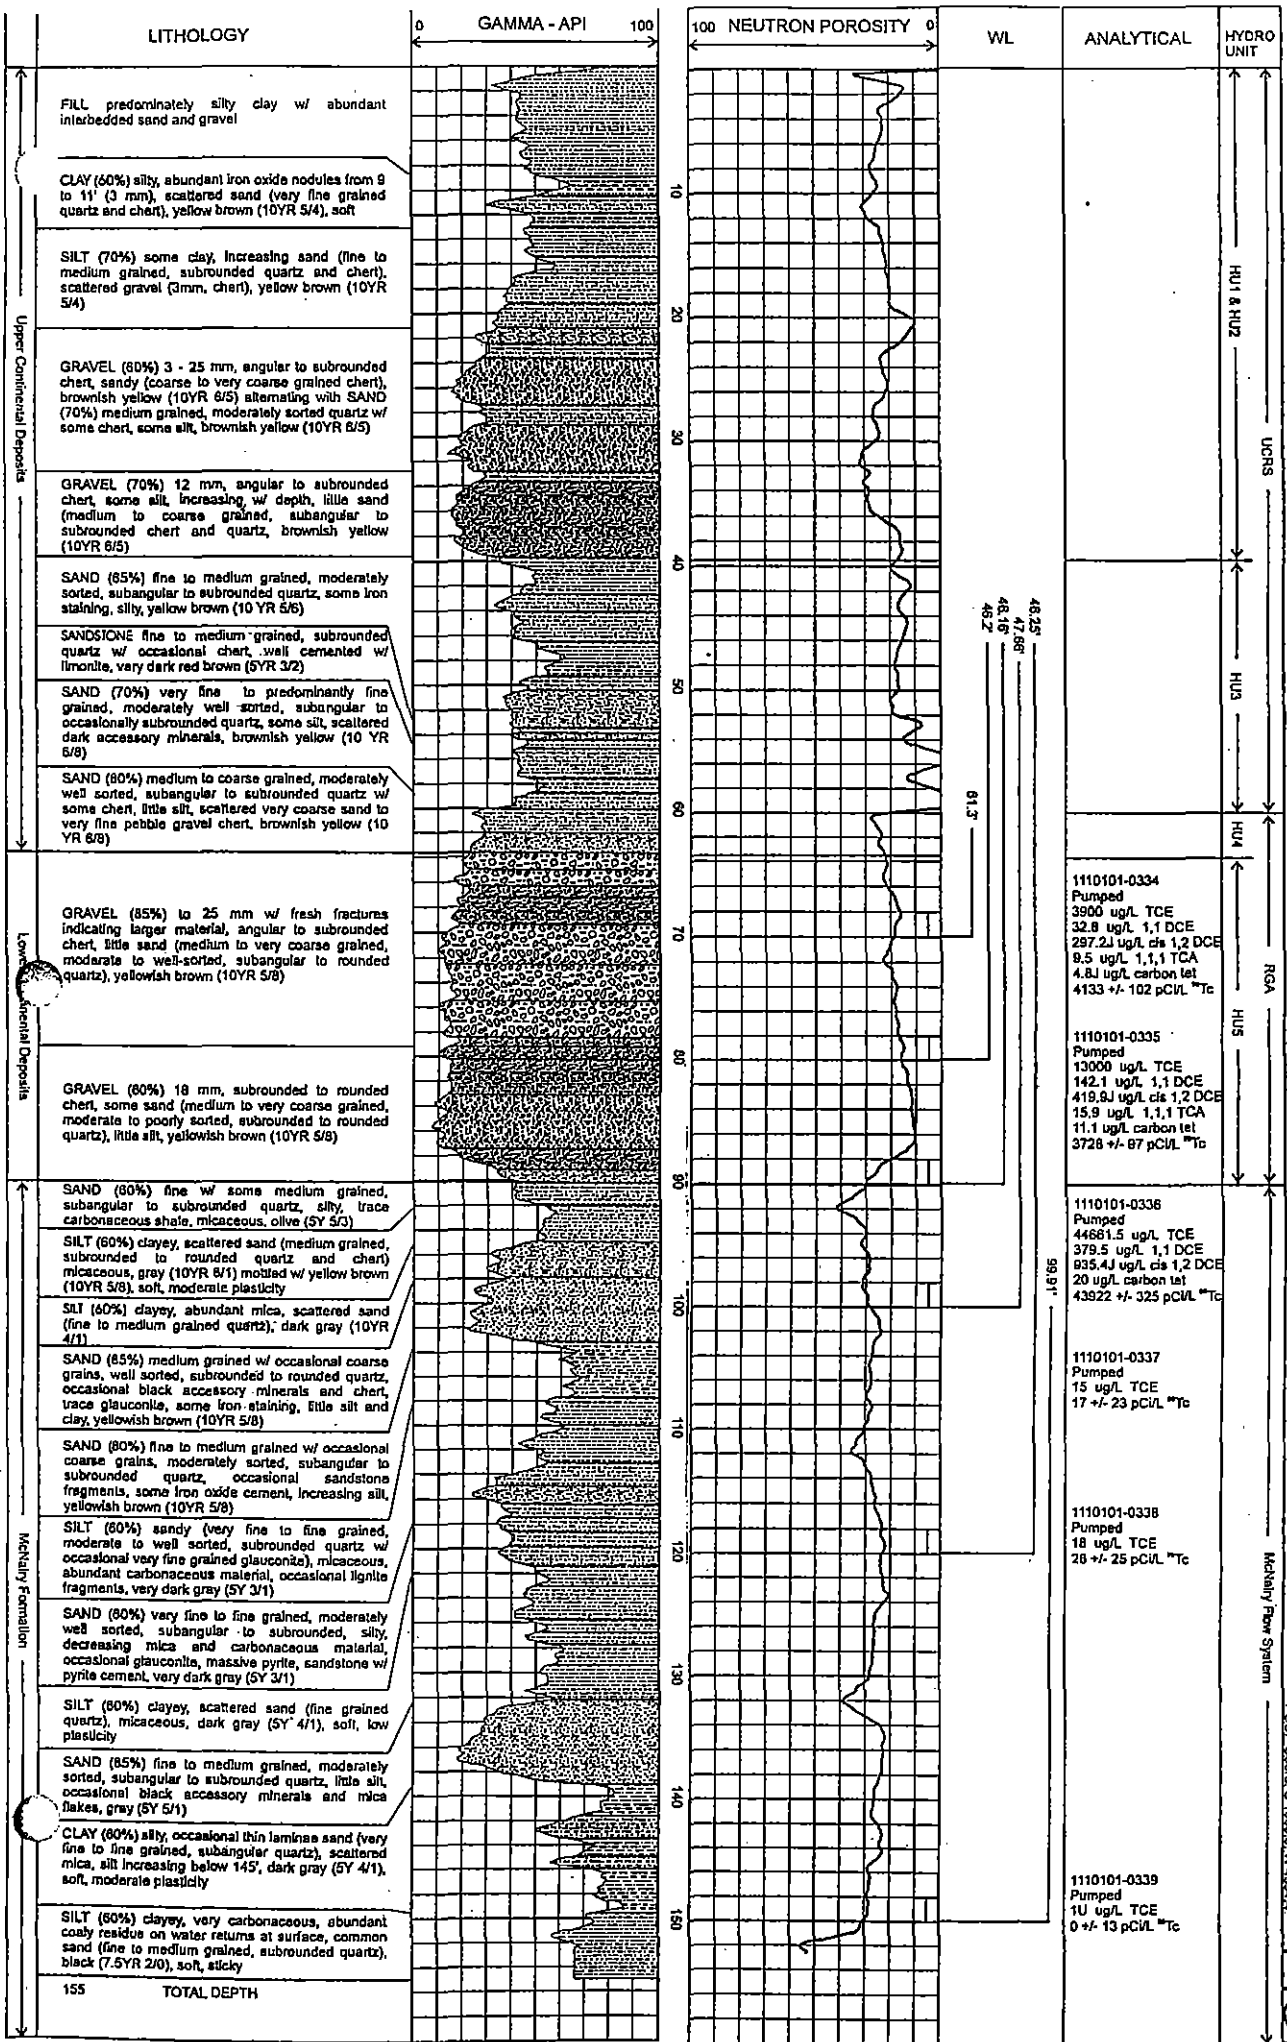 LITHOLOGY
0 GAMMA - API 100
100 NEUTRON POROSITY 0
WL
ANALYTICAL
HYDRO
UNIT
FILL predominately silty clay w/ abundant
interbedded sand and gravel
CLAY (60%) silty, abundant iron oxide nodules from 9
to 11' (3 mm), scattered sand (very fine grained
quartz and chert), yellow brown (10YR 5/4), soft
SILT (70%) some clay, increasing sand (fine to
medium grained, subrounded quartz and chert),
scattered gravel (3mm, chert), yellow brown (10YR
5/4)
GRAVEL (60%) 3 - 25 mm, angular to subrounded
chert, sandy (coarse to very coarse grained chert),
brownish yellow (10YR 6/5) alternating with SAND
(70%) medium grained, moderately sorted quartz w/
some chert, some silt, brownish yellow (10YR 6/5)
GRAVEL (70%) 12 mm, angular to subrounded
chert, some silt, increasing, w/ depth, little sand
(medium to coarse grained, subangular to
subrounded chert and quartz, brownish yellow
(10YR 6/5)
SAND (65%) fine to medium grained, moderately
sorted, subangular to subrounded quartz, some iron
staining, silty, yellow brown (10 YR 5/6)
SANDSTONE fine to medium grained, subrounded
quartz w/ occasional chert, well cemented w/
limonite, very dark red brown (5YR 3/2)
SAND (70%) very fine to predominantly fine
grained, moderately well sorted, subangular to
occasionally subrounded quartz, some silt, scattered
dark accessory minerals, brownish yellow (10 YR
6/8)
SAND (80%) medium to coarse grained, moderately
well sorted, subangular to subrounded quartz w/
some chert, little silt, scattered very coarse sand to
very fine pebble gravel chert, brownish yellow (10
YR 6/8)
GRAVEL (85%) to 25 mm w/ fresh fractures
indicating larger material, angular to subrounded
chert, little sand (medium to very coarse grained,
moderate to well-sorted, subangular to rounded
quartz), yellowish brown (10YR 5/8)
GRAVEL (60%) 18 mm, subrounded to rounded
chert, some sand (medium to very coarse grained,
moderate to poorly sorted, subrounded to rounded
quartz), little silt, yellowish brown (10YR 5/8)
SAND (60%) fine w/ some medium grained,
subangular to subrounded quartz, silty, trace
carbonaceous shale, micaceous, olive (5Y 5/3)
SILT (60%) clayey, scattered sand (medium grained,
subrounded to rounded quartz and chert)
micaceous, gray (10YR 6/1) mottled w/ yellow brown
(10YR 5/8), soft, moderate plasticity
SILT (60%) clayey, abundant mica, scattered sand
(fine to medium grained quartz), dark gray (10YR
4/1)
SAND (85%) medium grained w/ occasional coarse
grains, well sorted, subrounded to rounded quartz,
occasional black accessory minerals and chert,
trace glauconite, some iron staining, little silt and
clay, yellowish brown (10YR 5/8)
SAND (80%) fine to medium grained w/ occasional
coarse grains, moderately sorted, subangular to
subrounded quartz, occasional sandstone
fragments, some iron oxide cement, increasing silt,
yellowish brown (10YR 5/8)
SILT (60%) sandy (very fine to fine grained,
moderate to well sorted, subrounded quartz w/
occasional very fine grained glauconite), micaceous,
abundant carbonaceous material, occasional lignite
fragments, very dark gray (5Y 3/1)
SAND (60%) very fine to fine grained, moderately
well sorted, subangular to subrounded, silty,
decreasing mica and carbonaceous material,
occasional glauconite, massive pyrite, sandstone w/
pyrite cement, very dark gray (5Y 3/1)
SILT (60%) clayey, scattered sand (fine grained
quartz), micaceous, dark gray (5Y 4/1), soft, low
plasticity
SAND (85%) fine to medium grained, moderately
sorted, subangular to subrounded quartz, little silt,
occasional black accessory minerals and mica
flakes, gray (5Y 5/1)
CLAY (60%) silty, occasional thin laminae sand (very
fine to fine grained, subangular quartz), scattered
mica, silt increasing below 145', dark gray (5Y 4/1),
soft, moderate plasticity
SILT (60%) clayey, very carbonaceous, abundant
coaly residue on water returns at surface, common
sand (fine to medium grained, subrounded quartz),
black (7.5YR 2/0), soft, sticky
155 TOTAL DEPTH
Upper Continental Deposits
Deposits
McNairy Formation
10
20
30
40
50
60
70
80
90
100
110
120
130
140
150
46.25'
47.66'
46.16'
46.2'
61.3'
99.91'
1110101-0334
Pumped
3900 ug/L TCE
32.8 ug/L 1,1 DCE
297.2J ug/L cis 1,2 DCE
9.5 ug/L 1,1,1 TCA
4.8J ug/L carbon tet
4133 +/- 102 pCi/L ⁹⁹Tc
1110101-0335
Pumped
13000 ug/L TCE
142.1 ug/L 1,1 DCE
419.9J ug/L cis 1,2 DCE
15.9 ug/L 1,1,1 TCA
11.1 ug/L carbon tet
3728 +/- 97 pCi/L ⁹⁹Tc
1110101-0336
Pumped
44661.5 ug/L TCE
379.5 ug/L 1,1 DCE
935.4J ug/L cis 1,2 DCE
20 ug/L carbon tet
43922 +/- 325 pCi/L ⁹⁹Tc
1110101-0337
Pumped
15 ug/L TCE
17 +/- 23 pCi/L ⁹⁹Tc
1110101-0338
Pumped
18 ug/L TCE
26 +/- 25 pCi/L ⁹⁹Tc
1110101-0339
Pumped
1U ug/L TCE
0 +/- 13 pCi/L ⁹⁹Tc
HU1 & HU2
HU3
HU4
HU5
UCRS
RGA
McNairy Flow System